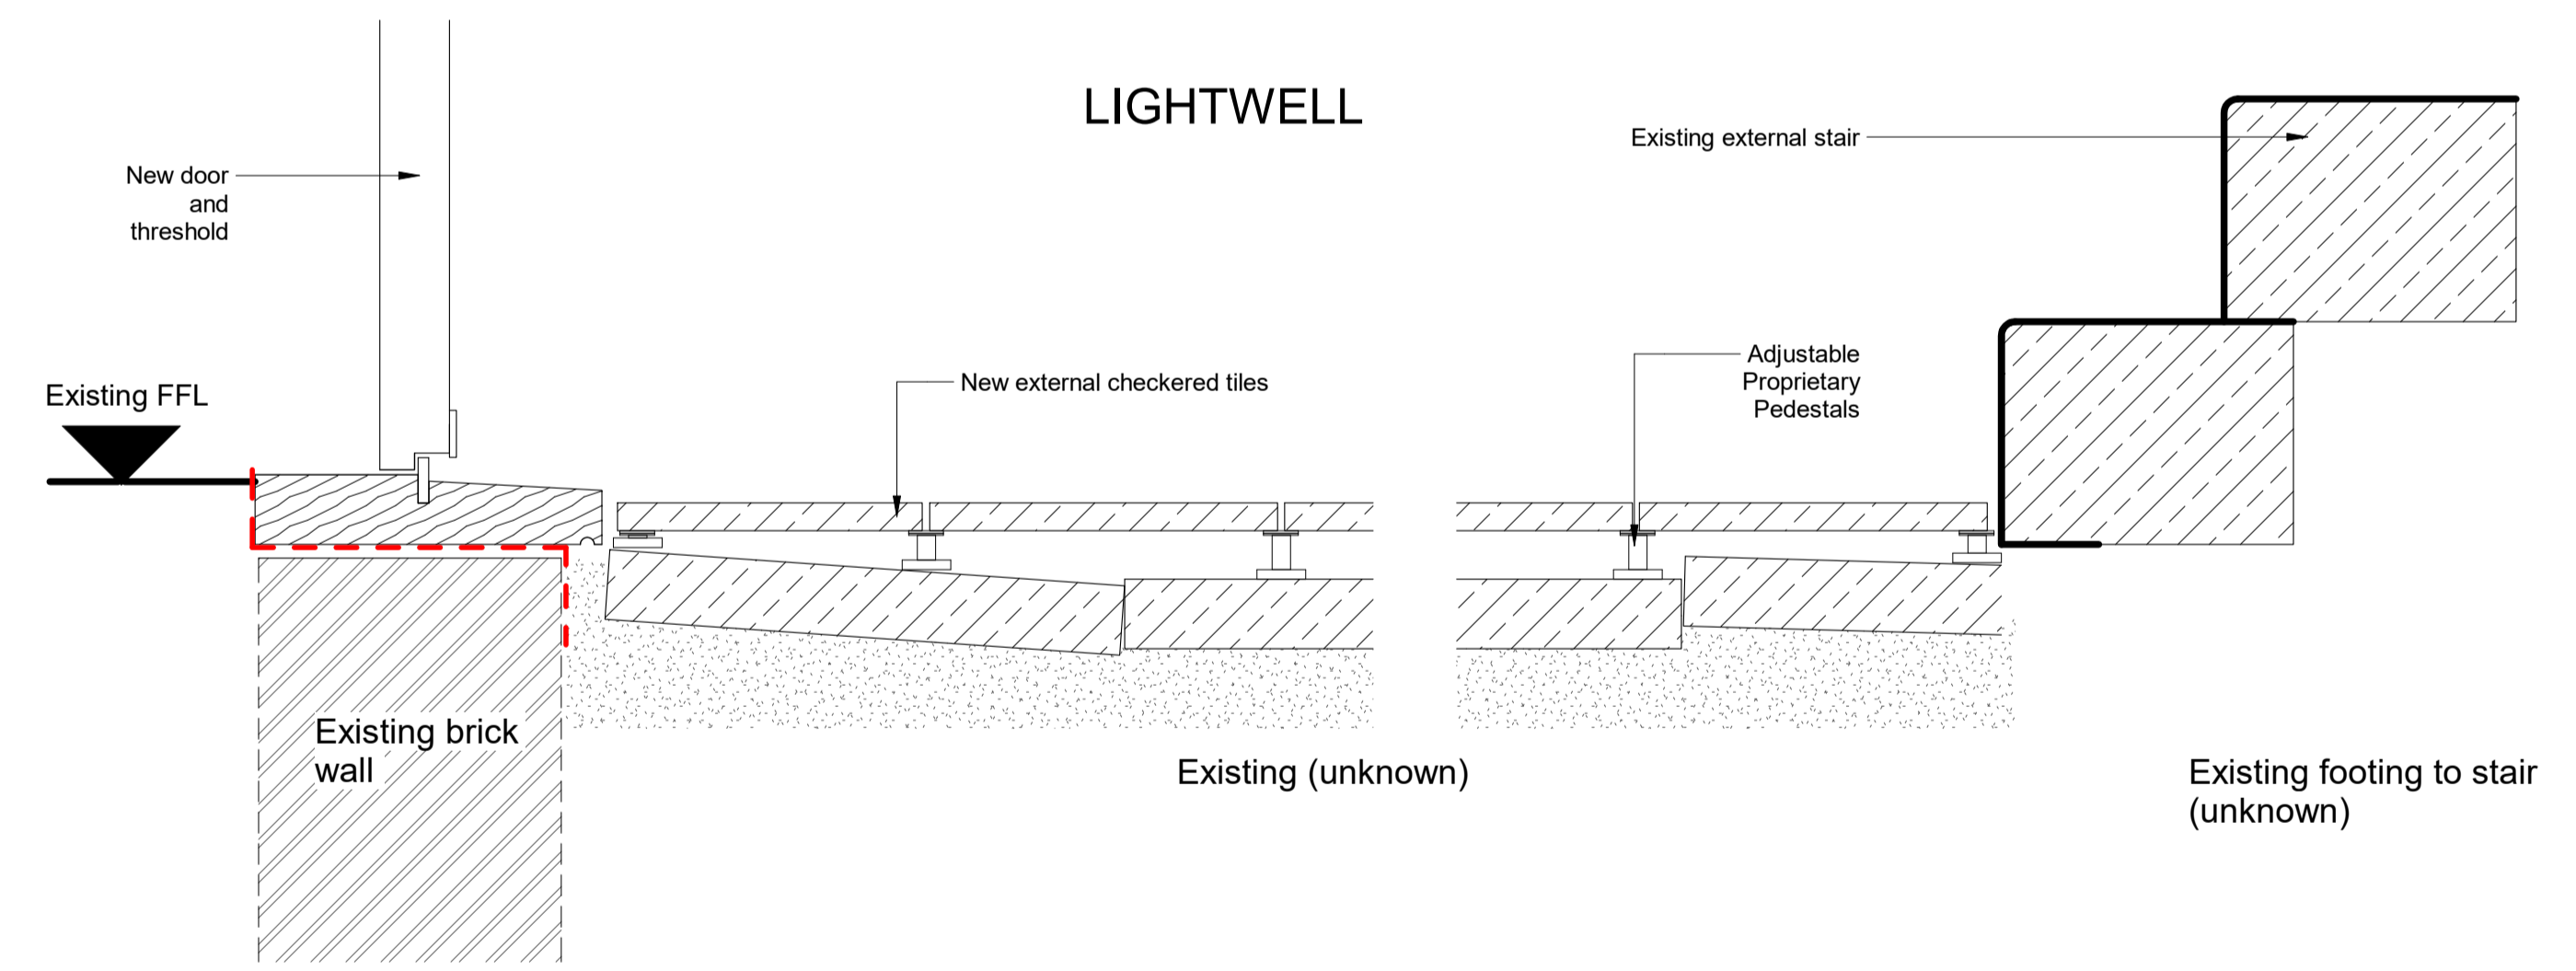 LIGHTWELL
Existing external stair
New door
and
threshold
Adjustable
Proprietary
Pedestals
New external checkered tiles
Existing FFL
Existing brick
wall
Existing (unknown)
Existing footing to stair
(unknown)